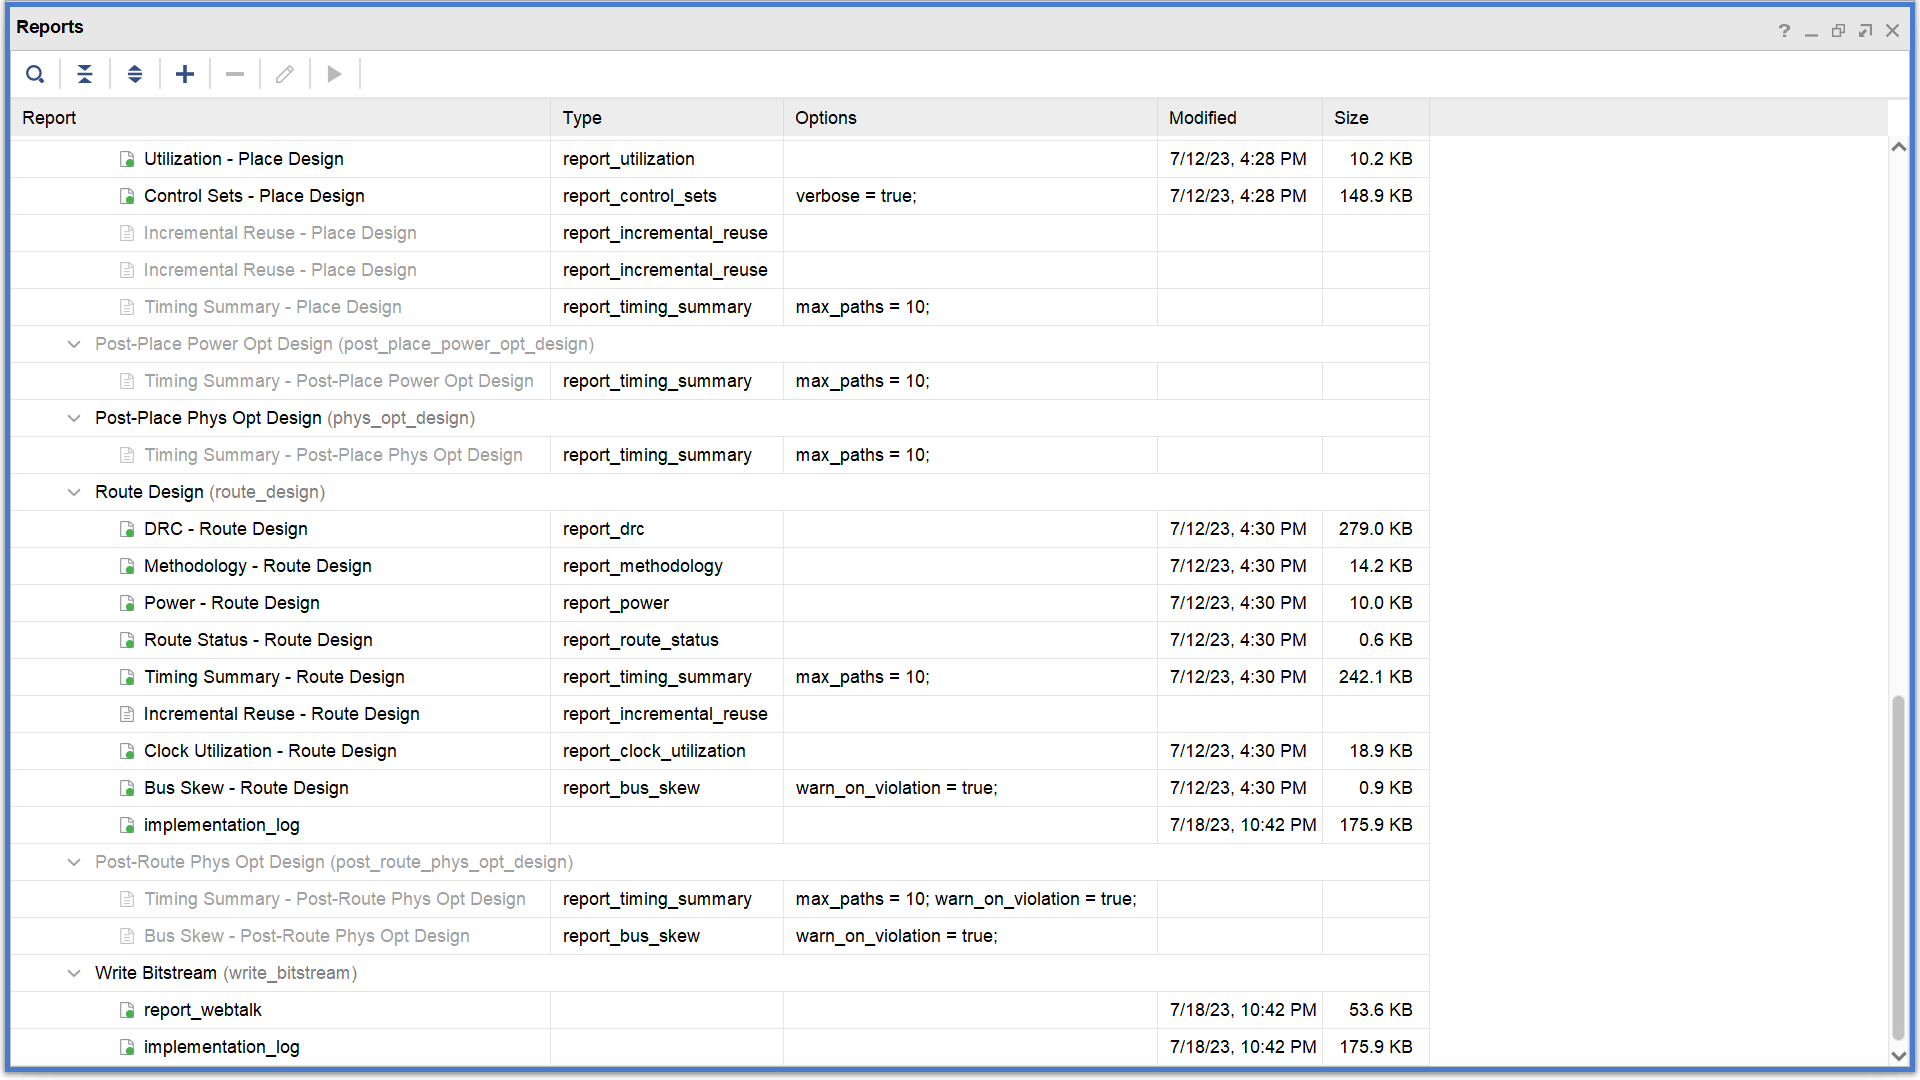 Reports
Report Type Options Modified Size
Utilization - Place Design report_utilization 7/12/23, 4:28 PM 10.2 KB
Control Sets - Place Design report_control_sets verbose = true; 7/12/23, 4:28 PM 148.9 KB
Incremental Reuse - Place Design report_incremental_reuse
Incremental Reuse - Place Design report_incremental_reuse
Timing Summary - Place Design report_timing_summary max_paths = 10;
Post-Place Power Opt Design (post_place_power_opt_design)
Timing Summary - Post-Place Power Opt Design report_timing_summary max_paths = 10;
Post-Place Phys Opt Design (phys_opt_design)
Timing Summary - Post-Place Phys Opt Design report_timing_summary max_paths = 10;
Route Design (route_design)
DRC - Route Design report_drc 7/12/23, 4:30 PM 279.0 KB
Methodology - Route Design report_methodology 7/12/23, 4:30 PM 14.2 KB
Power - Route Design report_power 7/12/23, 4:30 PM 10.0 KB
Route Status - Route Design report_route_status 7/12/23, 4:30 PM 0.6 KB
Timing Summary - Route Design report_timing_summary max_paths = 10; 7/12/23, 4:30 PM 242.1 KB
Incremental Reuse - Route Design report_incremental_reuse
Clock Utilization - Route Design report_clock_utilization 7/12/23, 4:30 PM 18.9 KB
Bus Skew - Route Design report_bus_skew warn_on_violation = true; 7/12/23, 4:30 PM 0.9 KB
implementation_log 7/18/23, 10:42 PM 175.9 KB
Post-Route Phys Opt Design (post_route_phys_opt_design)
Timing Summary - Post-Route Phys Opt Design report_timing_summary max_paths = 10; warn_on_violation = true;
Bus Skew - Post-Route Phys Opt Design report_bus_skew warn_on_violation = true;
Write Bitstream (write_bitstream)
report_webtalk 7/18/23, 10:42 PM 53.6 KB
implementation_log 7/18/23, 10:42 PM 175.9 KB